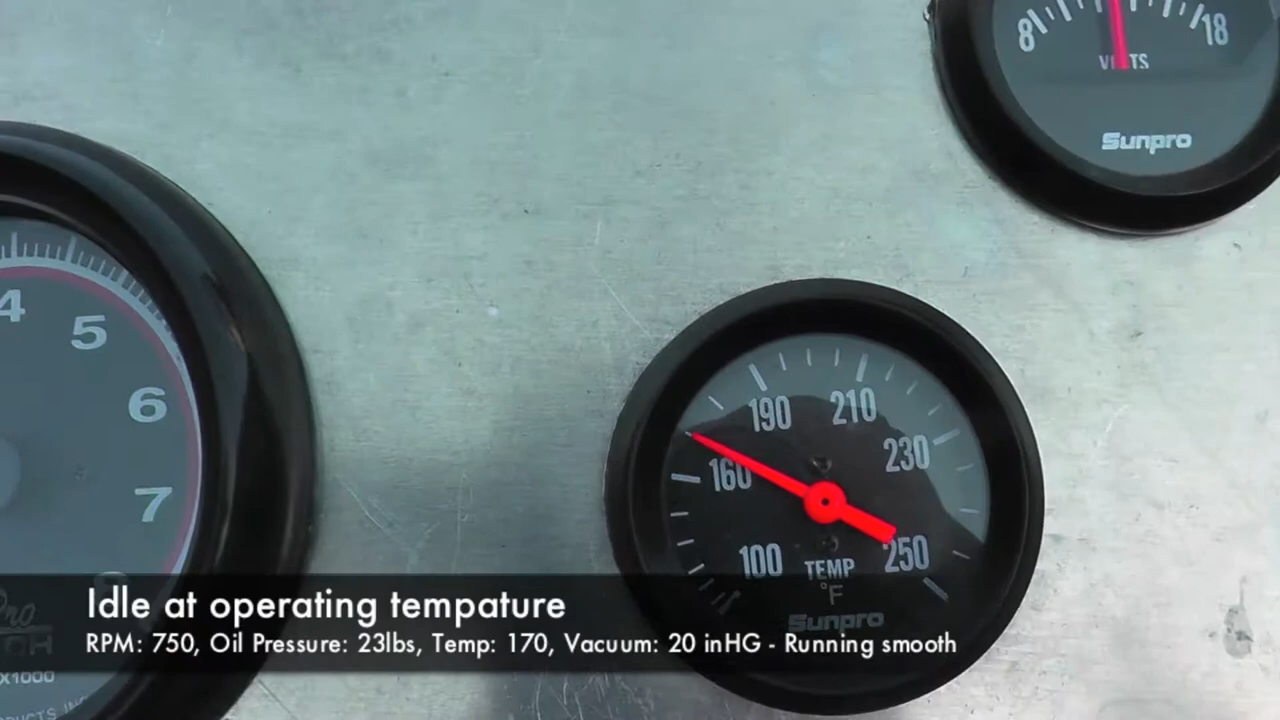 8
18
VOLTS
Sunpro
4
5
6
7
190
210
230
160
100
250
TEMP
°F
Sunpro
Idle at operating tempature
RPM: 750, Oil Pressure: 23lbs, Temp: 170, Vacuum: 20 inHG - Running smooth
X1000